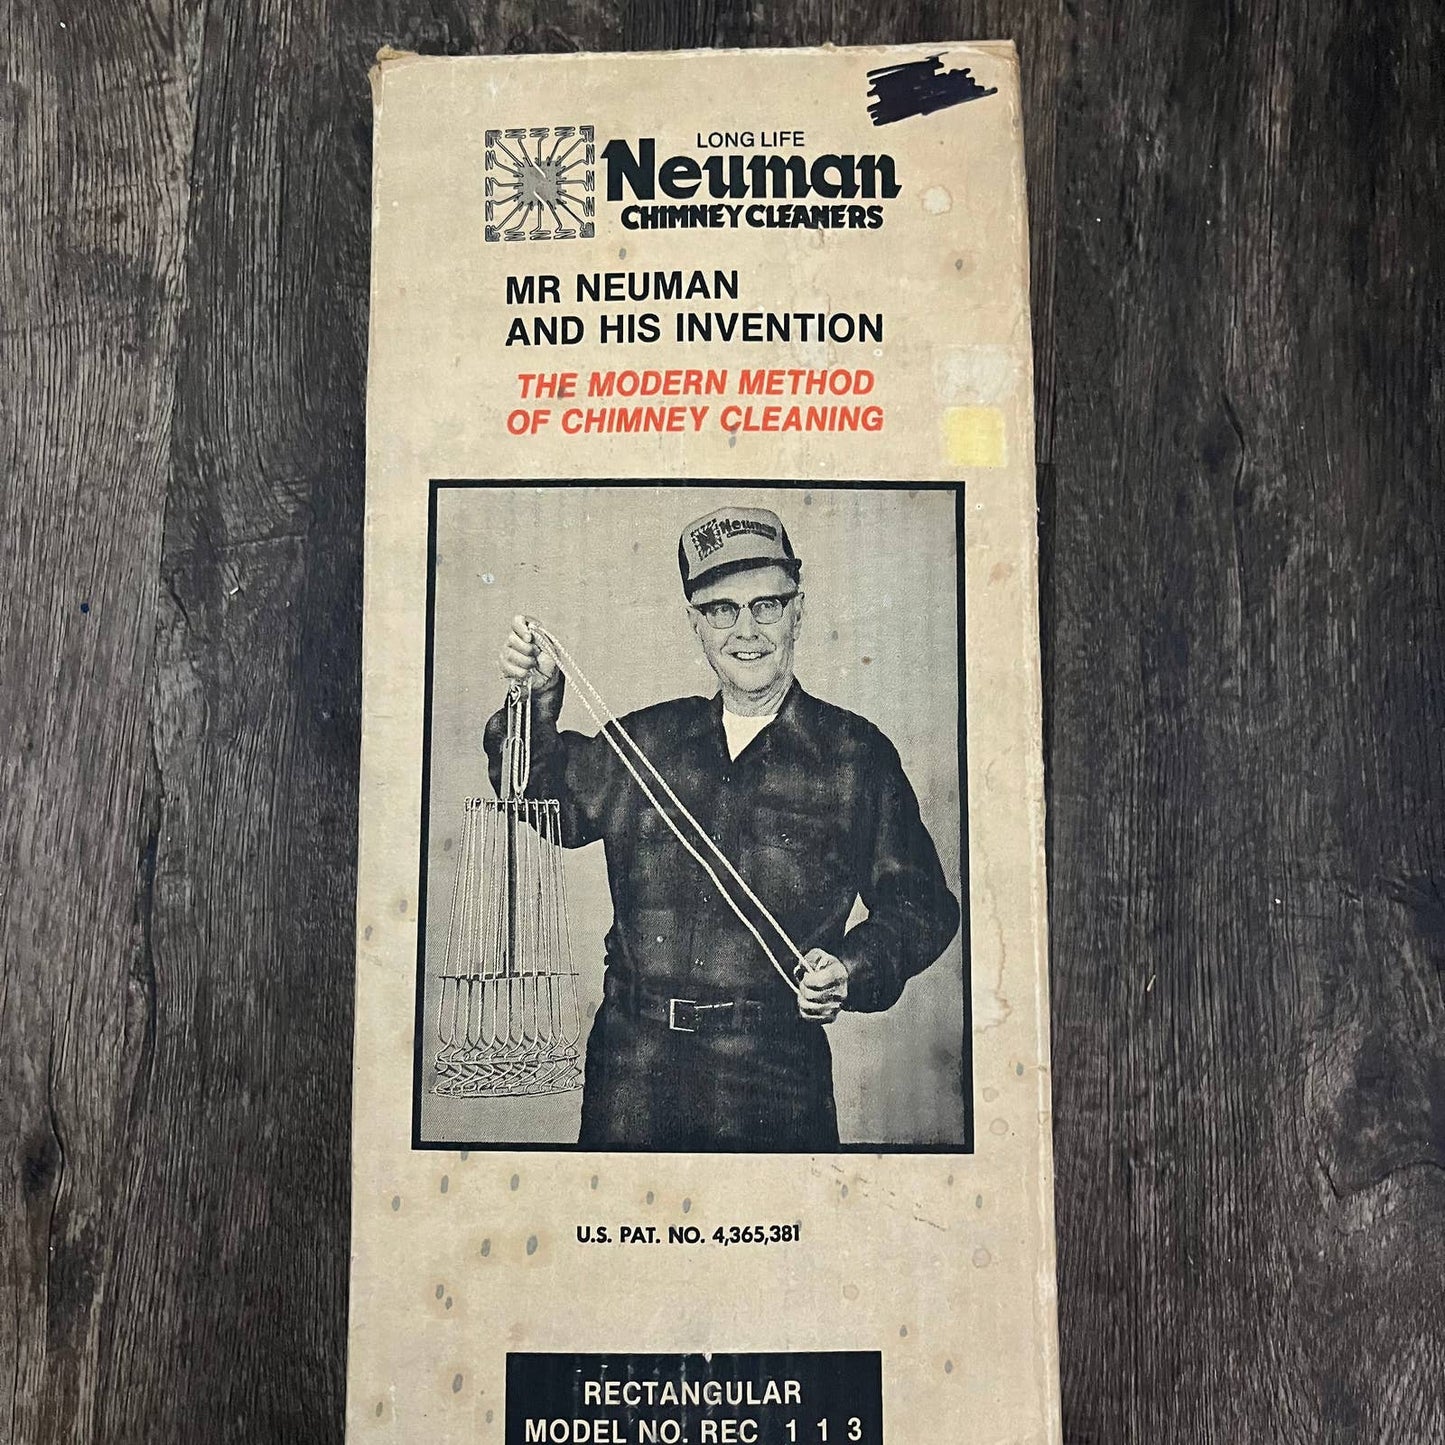 LONG LIFE
Neuman
CHIMNEY CLEANERS
MR NEUMAN
AND HIS INVENTION
THE MODERN METHOD
OF CHIMNEY CLEANING
Neuman
U.S. PAT. NO. 4,365,381
RECTANGULAR
MODEL NO. REC 1 1 3